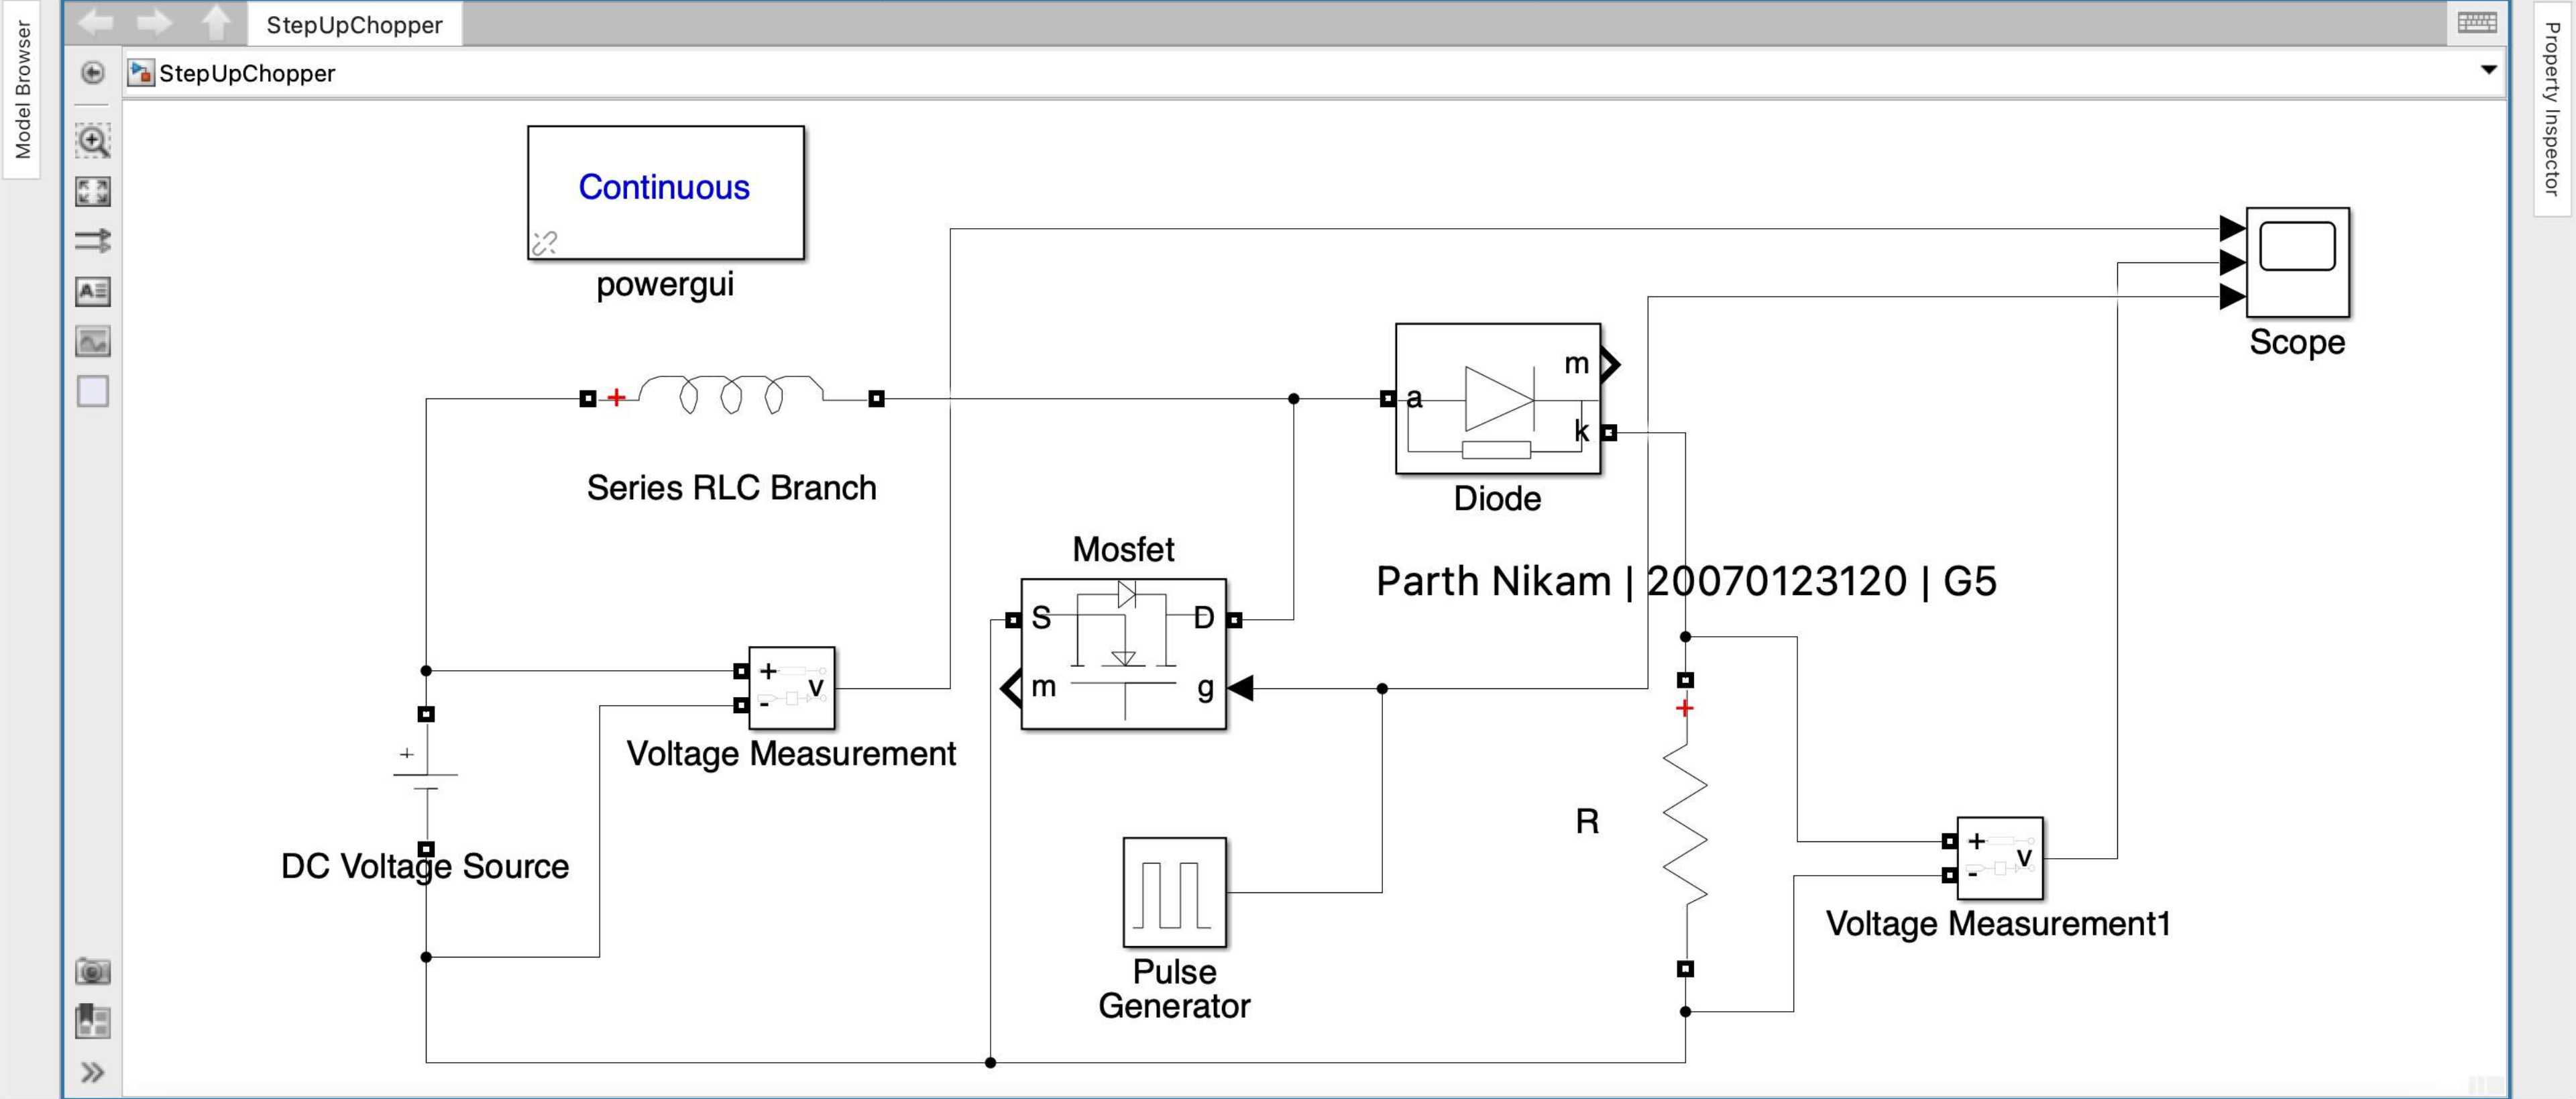 Model Browser
StepUpChopper
Property Inspector
StepUpChopper
Continuous
powergui
Scope
m
a
k
Series RLC Branch
Diode
Mosfet
Parth Nikam | 20070123120 | G5
S D
+
v
-
m g
Voltage Measurement
+
R
DC Voltage Source
+
v
-
Voltage Measurement1
Pulse
Generator